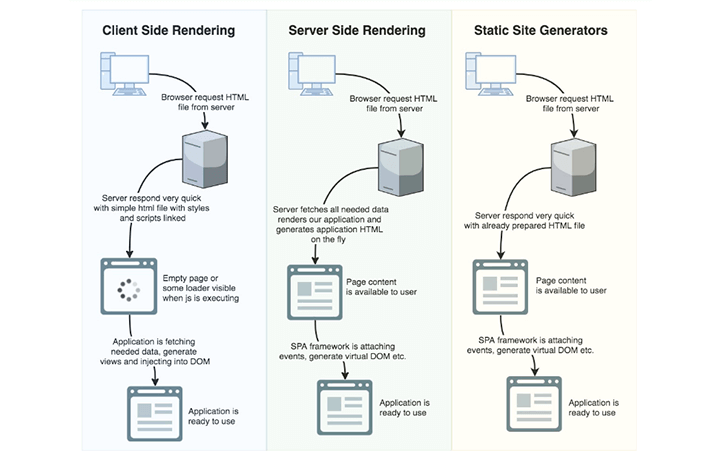 Client Side Rendering
Browser request HTML
file from server
Server respond very quick
with simple html file with styles
and scripts linked
Empty page or
some loader visible
when js is executing
Application is fetching
needed data, generate
views and injecting into DOM
Application is
ready to use
Server Side Rendering
Browser request HTML
file from server
Server fetches all needed data
renders our application and
generates application HTML
on the fly
Page content
is available to user
SPA framework is attaching
events, generate virtual DOM etc.
Application is
ready to use
Static Site Generators
Browser request HTML
file from server
Server respond very quick
with already prepared HTML file
Page content
is available to user
SPA framework is attaching
events, generate virtual DOM etc.
Application is
ready to use